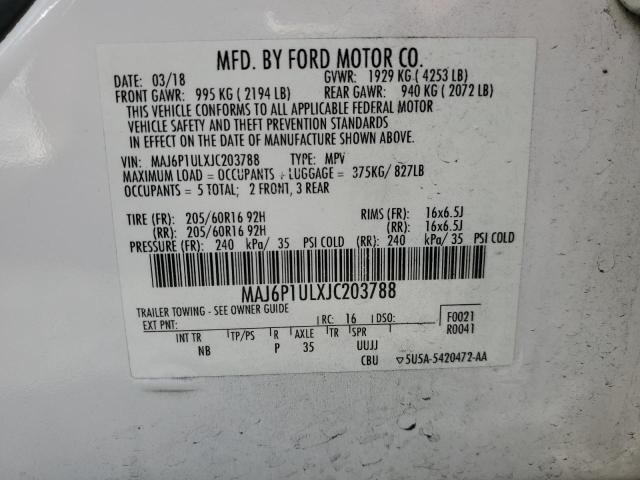 MFD. BY FORD MOTOR CO.
DATE: 03/18 GVWR: 1929 KG ( 4253 LB)
FRONT GAWR: 995 KG ( 2194 LB) REAR GAWR: 940 KG ( 2072 LB)
THIS VEHICLE CONFORMS TO ALL APPLICABLE FEDERAL MOTOR
VEHICLE SAFETY AND THEFT PREVENTION STANDARDS
IN EFFECT ON THE DATE OF MANUFACTURE SHOWN ABOVE.
VIN: MAJ6P1ULXJC203788 TYPE: MPV
MAXIMUM LOAD = OCCUPANTS + LUGGAGE = 375KG/ 827LB
OCCUPANTS = 5 TOTAL; 2 FRONT, 3 REAR
TIRE (FR): 205/60R16 92H RIMS (FR): 16x6.5J
(RR): 205/60R16 92H (RR): 16x6.5J
PRESSURE (FR): 240 kPa/ 35 PSI COLD (RR): 240 kPa/ 35 PSI COLD
MAJ6P1ULXJC203788
TRAILER TOWING - SEE OWNER GUIDE
EXT PNT: RC: 16 DSO: F0021
R0041
INT TR TP/PS R AXLE TR SPR
NB P 35 UUJJ
CBU 5U5A-5420472-AA